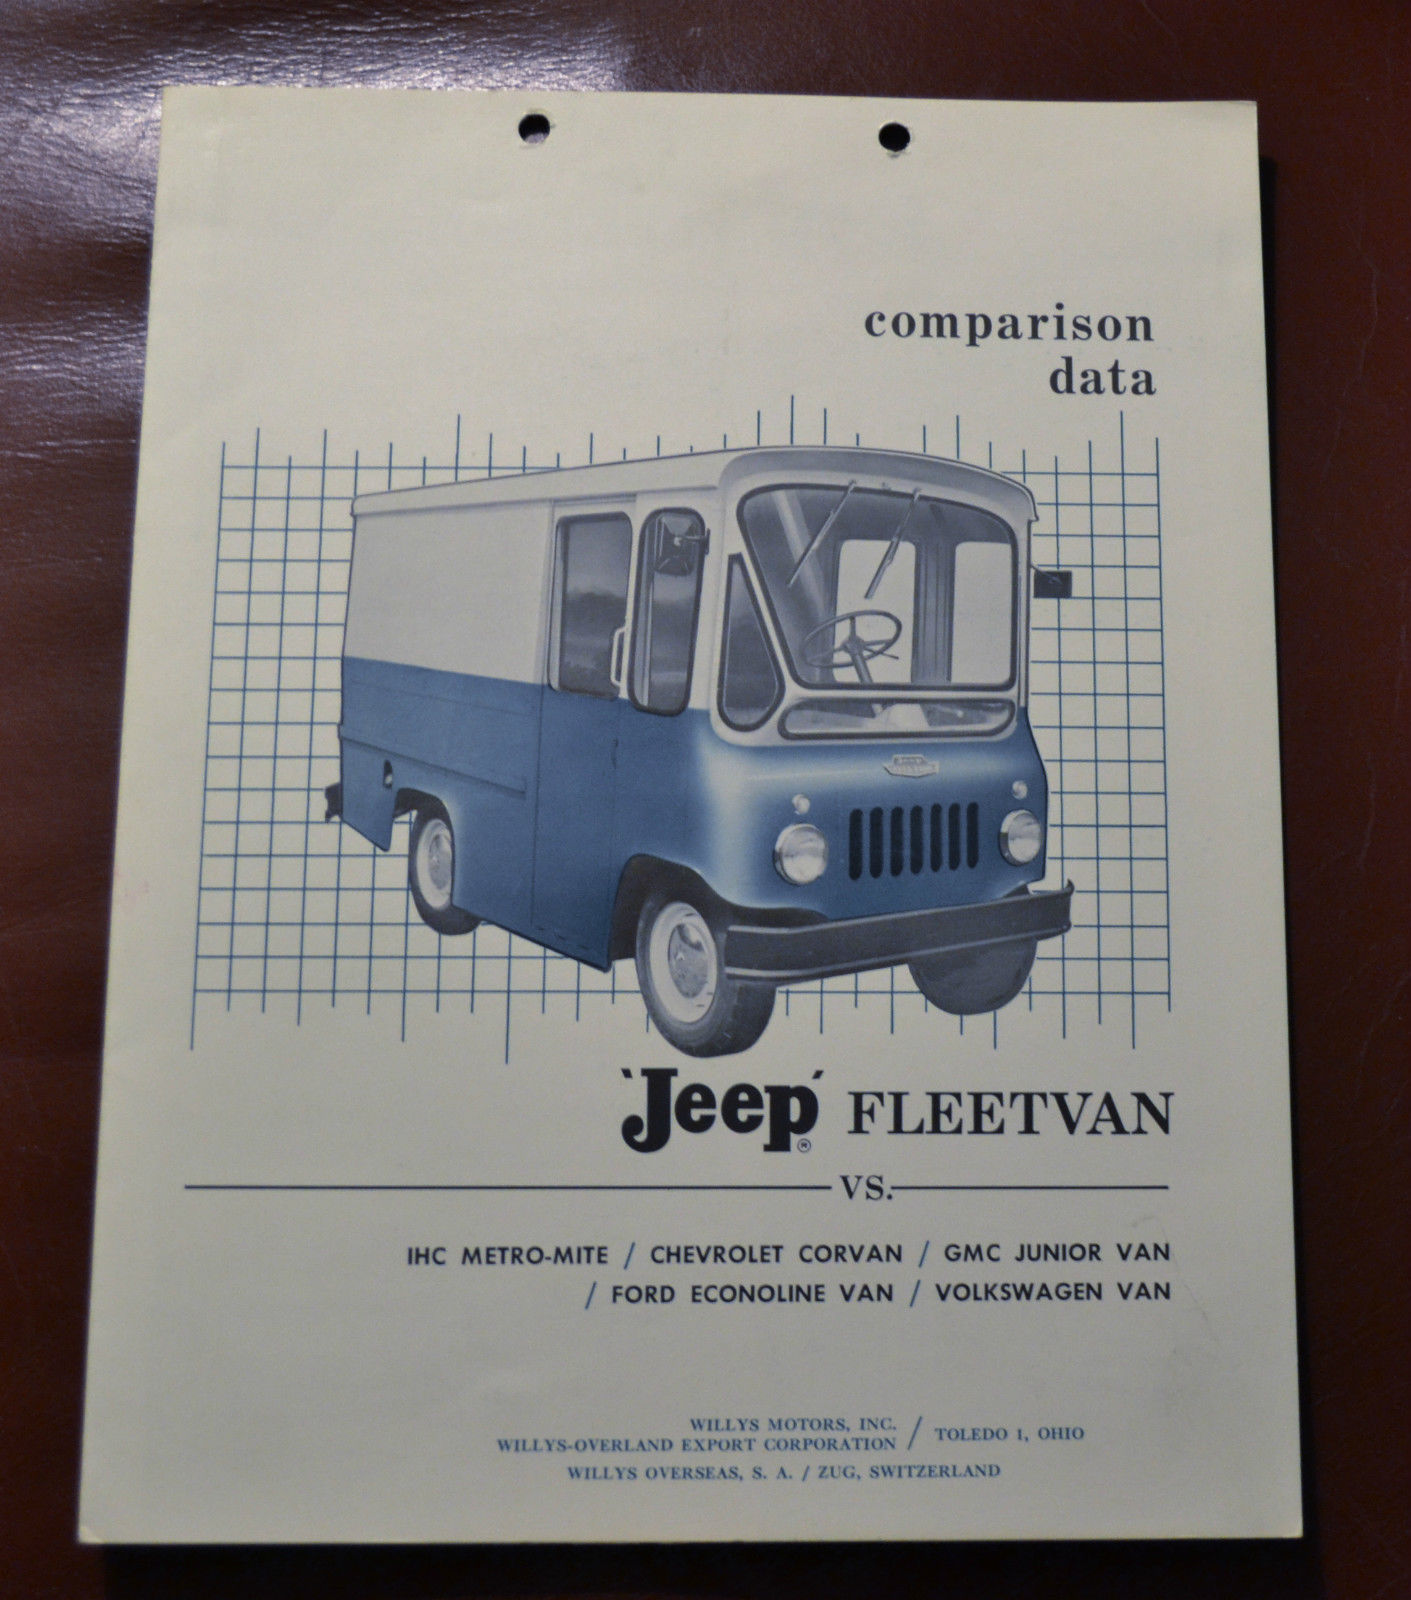 comparison
data
'Jeep'® FLEETVAN
VS.
IHC METRO-MITE / CHEVROLET CORVAN / GMC JUNIOR VAN
/ FORD ECONOLINE VAN / VOLKSWAGEN VAN
WILLYS MOTORS, INC.
WILLYS-OVERLAND EXPORT CORPORATION / TOLEDO 1, OHIO
WILLYS OVERSEAS, S. A. / ZUG, SWITZERLAND